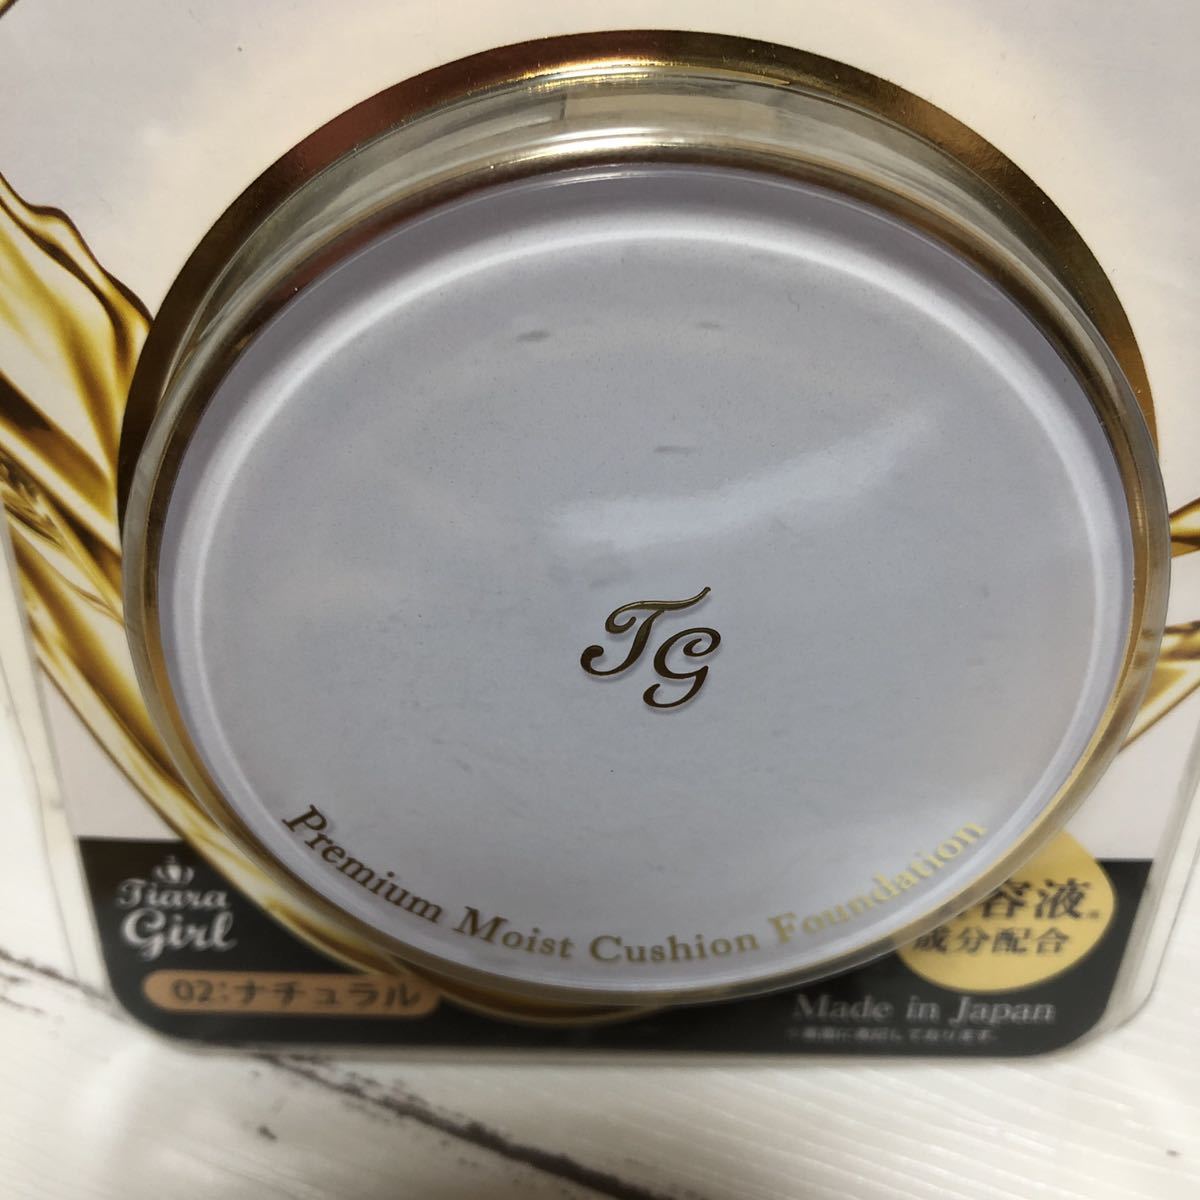 TG
Premium Moist Cushion Foundation
Tiara
Girl
02:ナチュラル
容液
成分配合
Made in Japan